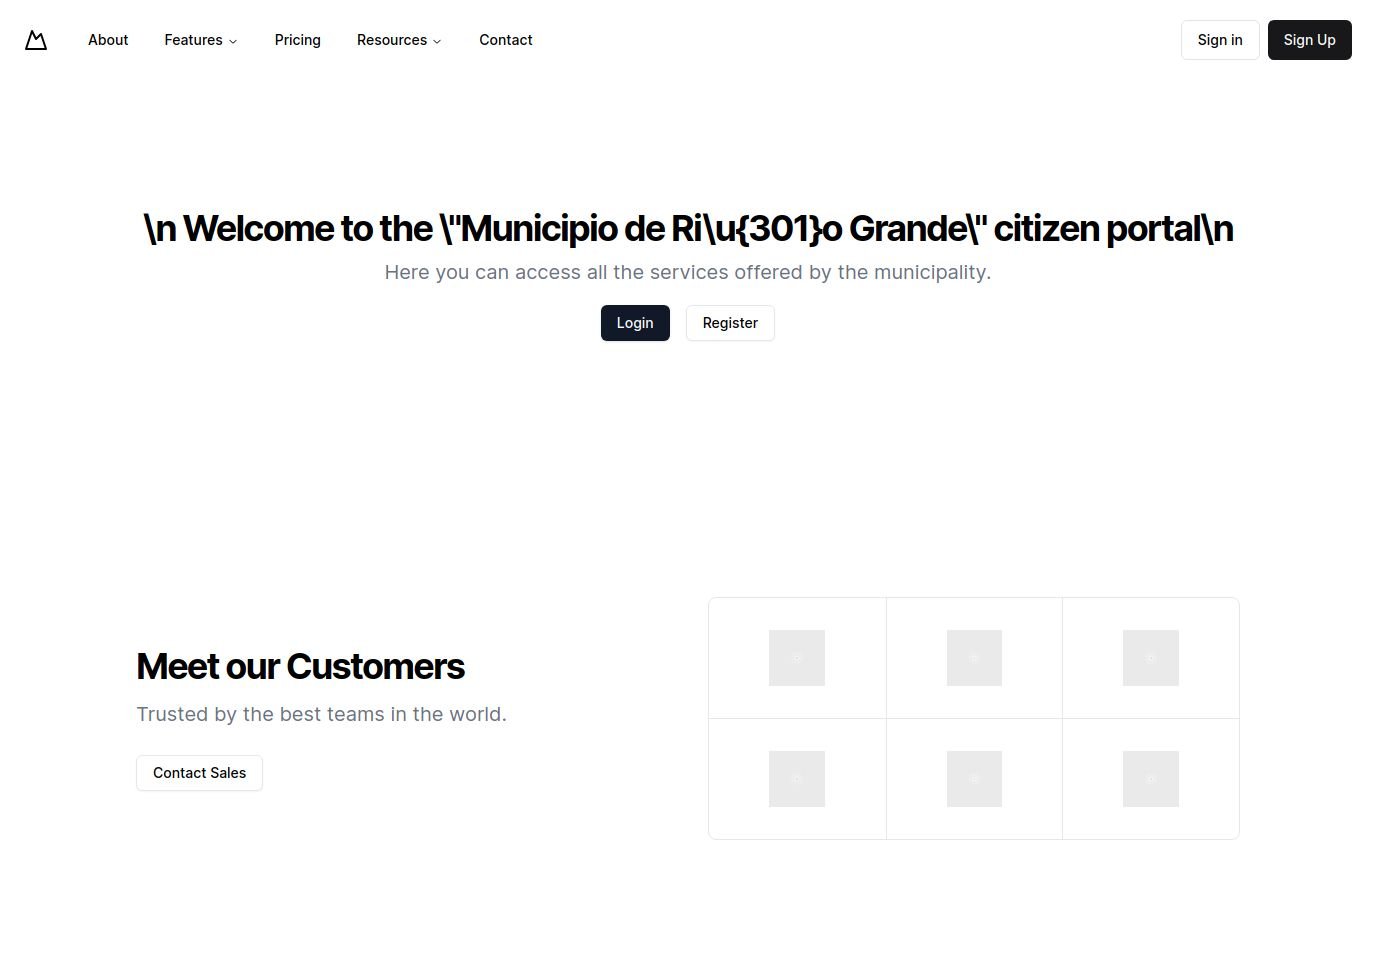 About Features Pricing Resources Contact Sign in Sign Up
\n Welcome to the \"Municipio de Ri\u{301}o Grande\" citizen portal\n
Here you can access all the services offered by the municipality.
Login Register
Meet our Customers
Trusted by the best teams in the world.
Contact Sales